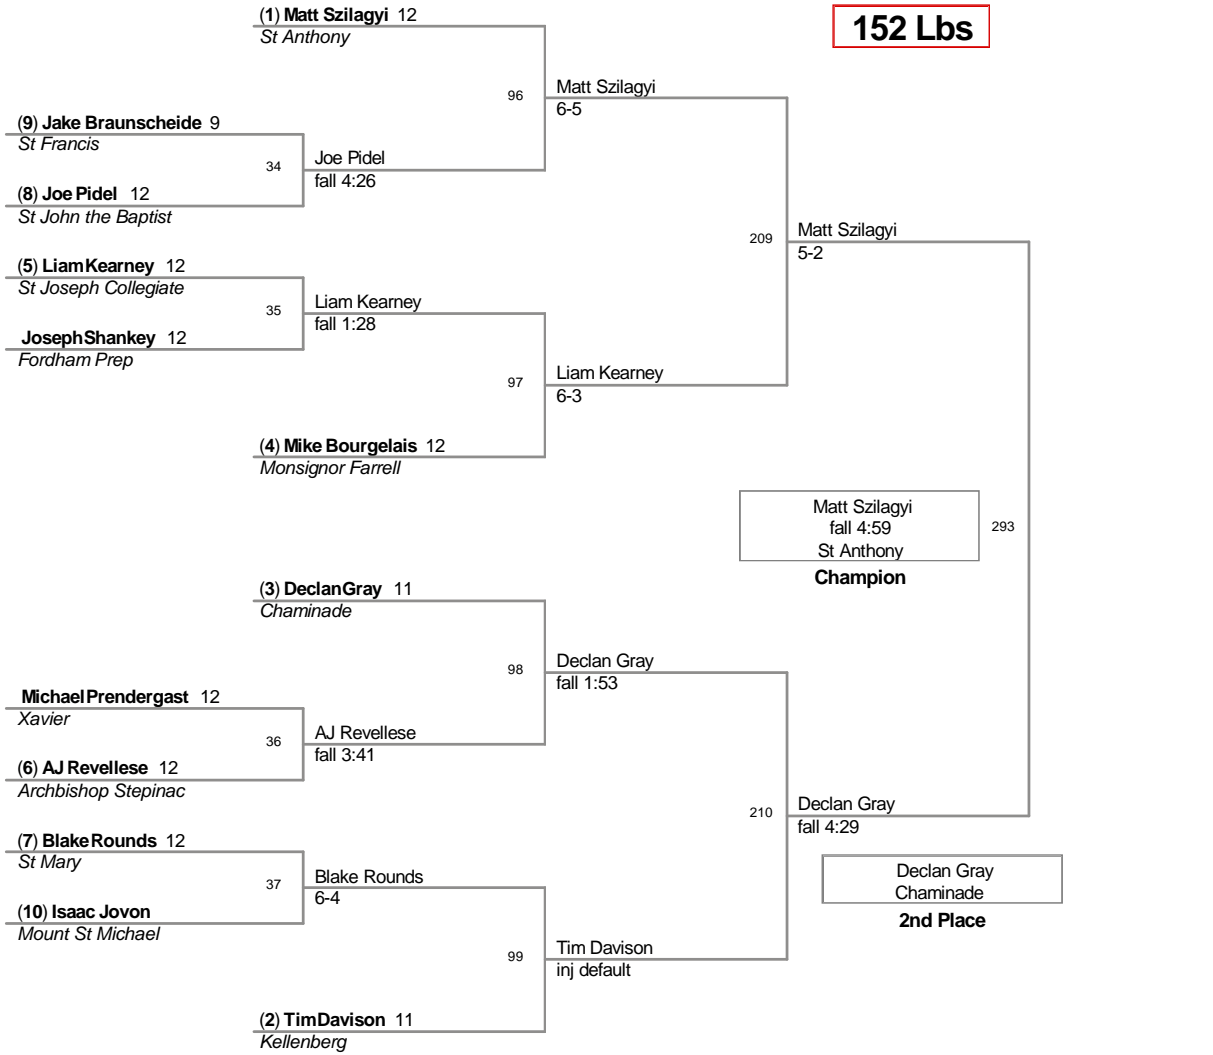 (1) Matt Szilagyi 12
St Anthony
152 Lbs
96
Matt Szilagyi
6-5
(9) Jake Braunscheide 9
St Francis
34
Joe Pidel
fall 4:26
(8) Joe Pidel 12
St John the Baptist
209
Matt Szilagyi
5-2
(5) Liam Kearney 12
St Joseph Collegiate
35
Liam Kearney
fall 1:28
Joseph Shankey 12
Fordham Prep
97
Liam Kearney
6-3
(4) Mike Bourgelais 12
Monsignor Farrell
Matt Szilagyi
fall 4:59
St Anthony
293
Champion
(3) Declan Gray 11
Chaminade
98
Declan Gray
fall 1:53
Michael Prendergast 12
Xavier
36
AJ Revellese
fall 3:41
(6) AJ Revellese 12
Archbishop Stepinac
210
Declan Gray
fall 4:29
(7) Blake Rounds 12
St Mary
37
Blake Rounds
6-4
Declan Gray
Chaminade
2nd Place
(10) Isaac Jovon
Mount St Michael
99
Tim Davison
inj default
(2) Tim Davison 11
Kellenberg